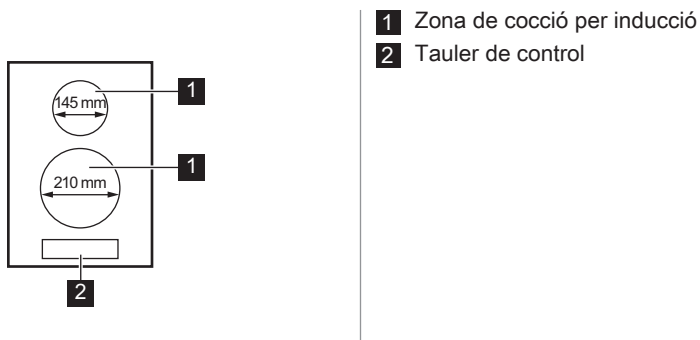 145 mm
1
210 mm
1
2
1 Zona de cocció per inducció
2 Tauler de control